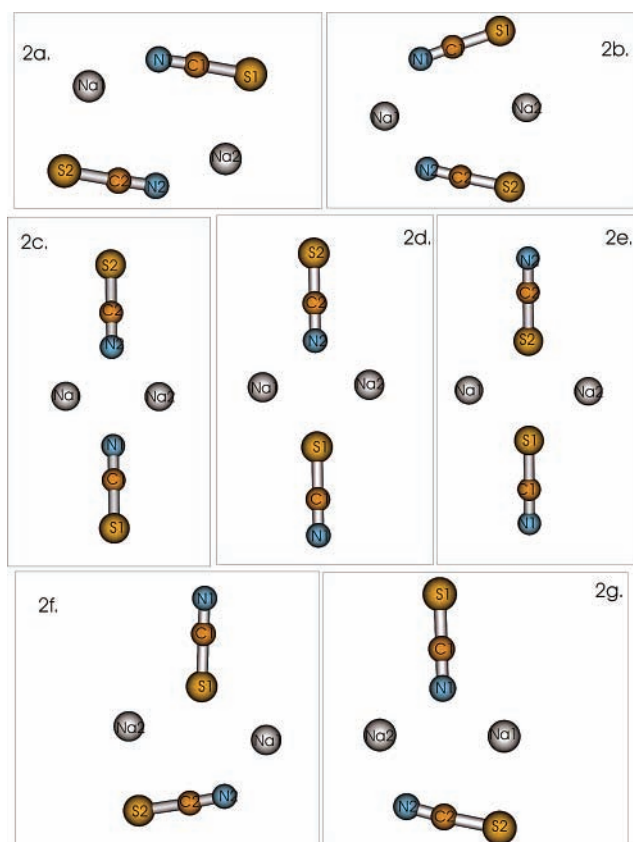 2a.
N C1 S1
Na
Na2
S2 C2 N2
2b.
S1
C1
N1
Na1 Na2
N2 C2 S2
2c.
S2
C2
N2
Na Na2
N
C
S1
2d.
S2
C2
N2
Na1 Na2
S1
C1
N1
2e.
N2
C2
S2
Na1 Na2
S1
C1
N1
2f.
N1
C1
S1
Na2 Na
S2 C2 N2
2g.
S1
C1
N1
Na2 Na1
N2 C2 S2